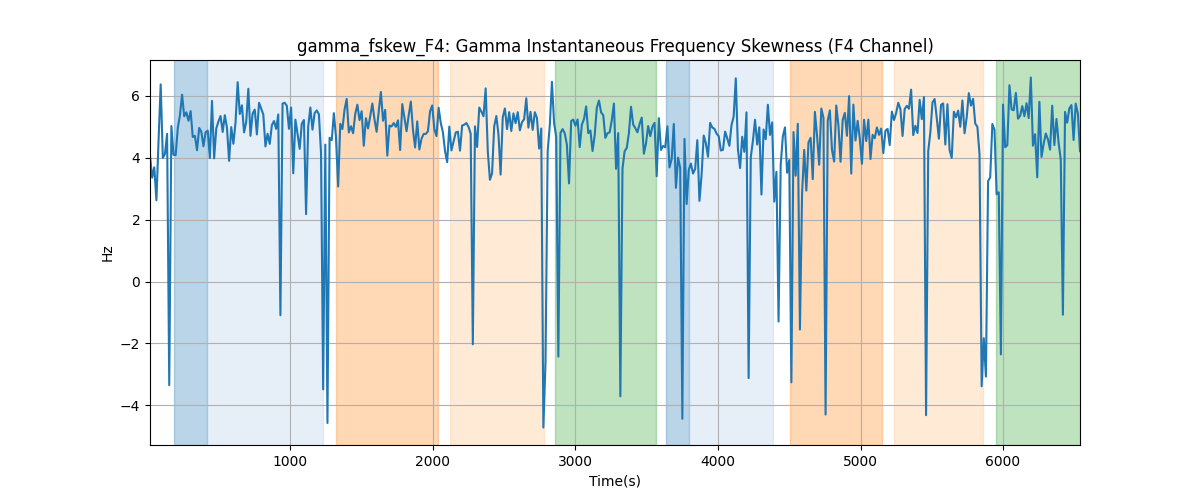 gamma_fskew_F4: Gamma Instantaneous Frequency Skewness (F4 Channel)
6
4
2
0
−2
−4
Hz
1000 2000 3000 4000 5000 6000
Time(s)